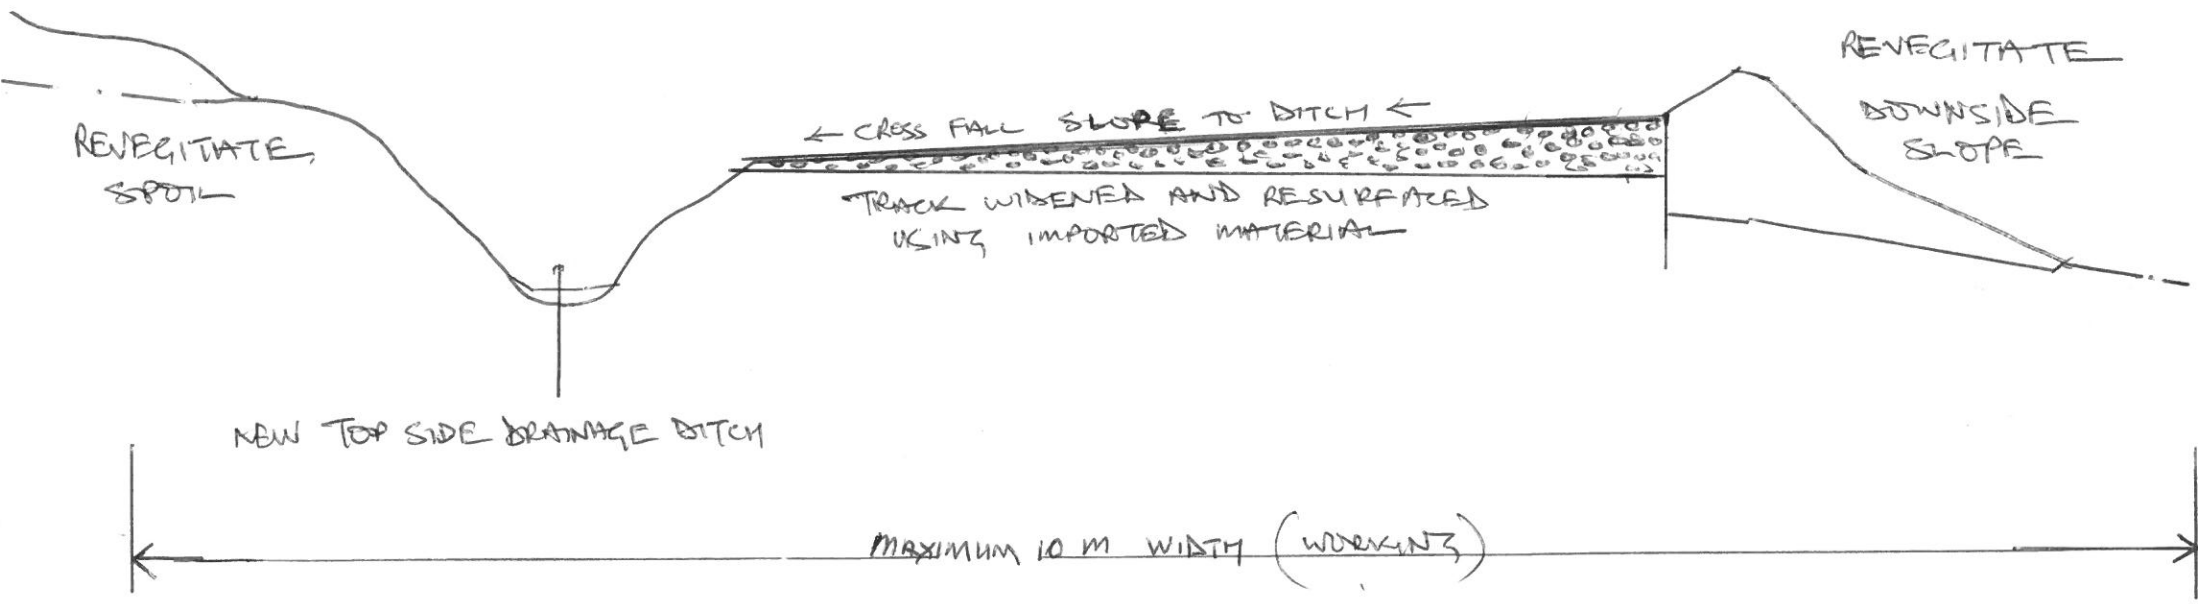 REVEGITATE
DOWNSIDE
SLOPE
← CROSS FALL SLOPE TO DITCH ←
REVEGITATE
SPOIL
TRACK WIDENED AND RESURFACED
USING IMPORTED MATERIAL
NEW TOP SIDE DRAINAGE DITCH
MAXIMUM 10 M WIDTH (WORKING)